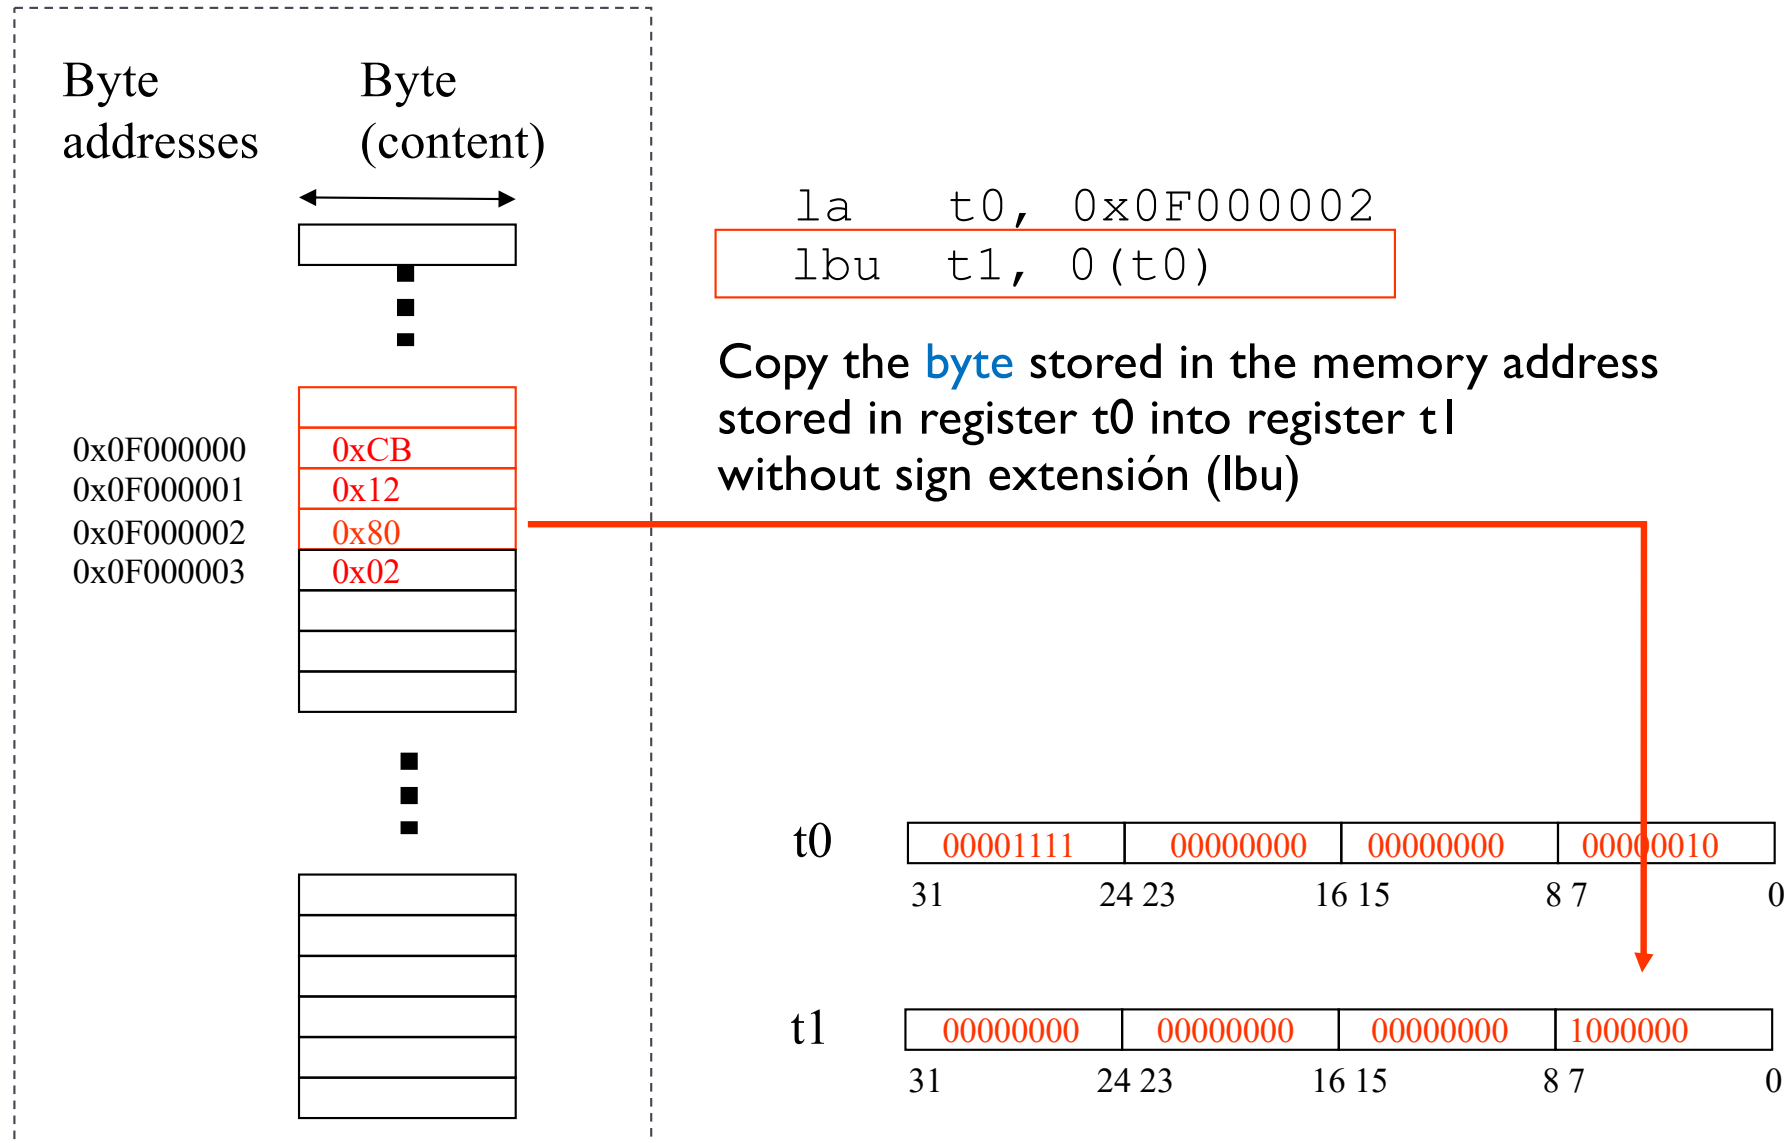 Byte addresses
Byte (content)
la t0, 0x0F000002
lbu t1, 0(t0)
Copy the byte stored in the memory address
stored in register t0 into register t1
without sign extensión (lbu)
0x0F000000 0xCB
0x0F000001 0x12
0x0F000002 0x80
0x0F000003 0x02
t0 00001111 00000000 00000000 00000010
31 24 23 16 15 8 7 0
t1 00000000 00000000 00000000 1000000
31 24 23 16 15 8 7 0